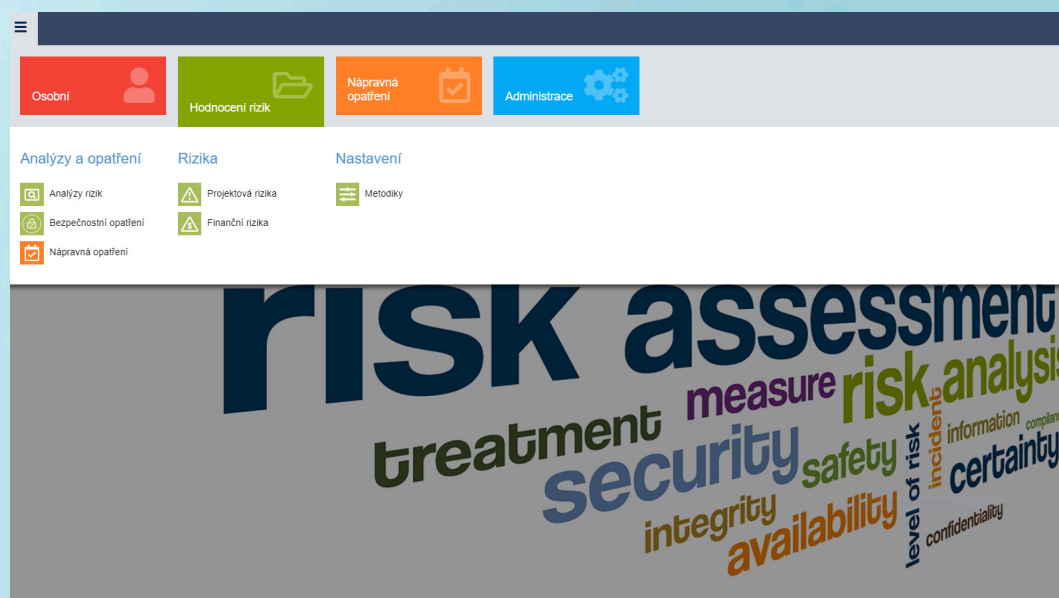 Osobní
Hodnocení rizik
Nápravná
opatření
Administrace
Analýzy a opatření
Analýzy rizik
Bezpečnostní opatření
Nápravná opatření
Rizika
Projektová rizika
Finanční rizika
Nastavení
Metodiky
risk assessment
measure
risk analysis
treatment
security
safety
level of risk
incident
information
certainty
integrity
availability
confidentiality